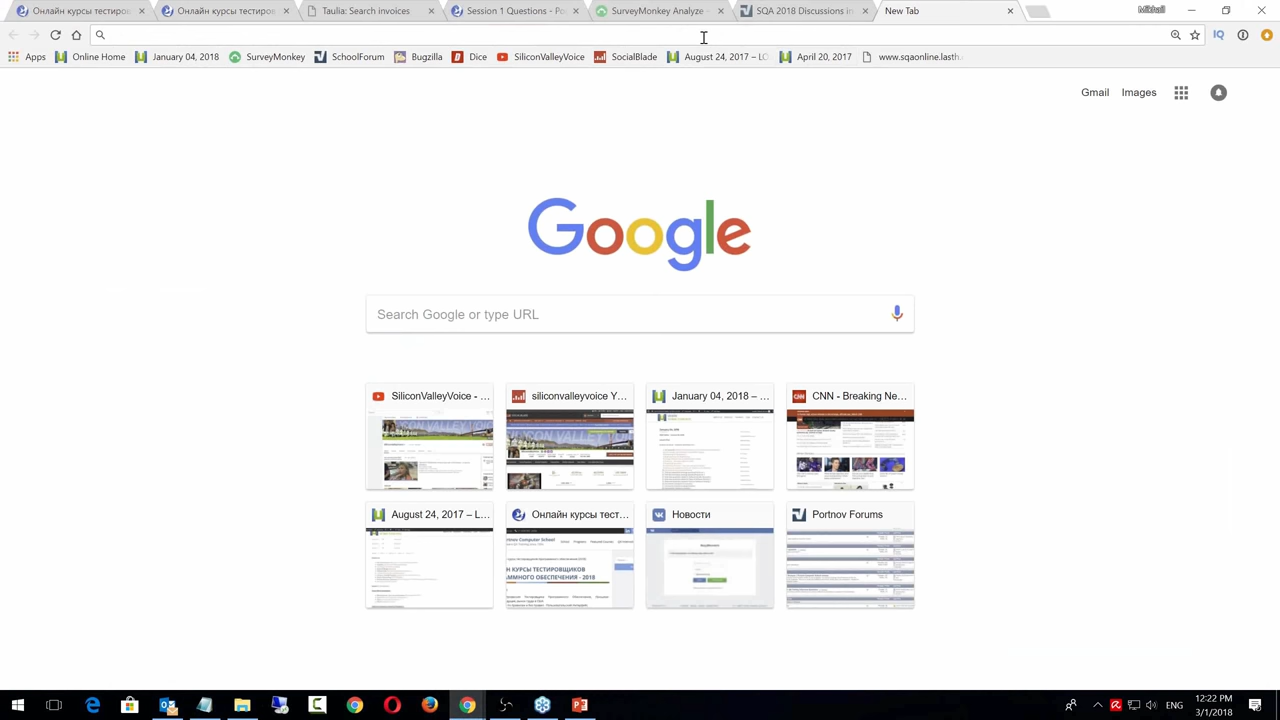 Онлайн курсы тестиров
Онлайн курсы тестиров
Taulia: Search invoices
Session 1 Questions - Po
SurveyMonkey Analyze -
SQA 2018 Discussions in
New Tab
Mikhail
Apps
Online Home
January 04, 2018
SurveyMonkey
SchoolForum
Bugzilla
Dice
SiliconValleyVoice
SocialBlade
August 24, 2017 – LO
April 20, 2017
www.sqaonline.lasth
Gmail
Images
Google
Search Google or type URL
SiliconValleyVoice - ...
siliconvalleyvoice Y...
January 04, 2018 – ...
CNN - Breaking Ne...
August 24, 2017 – L...
Онлайн курсы тест...
Новости
Portnov Forums
ENG
12:22 PM
3/1/2018